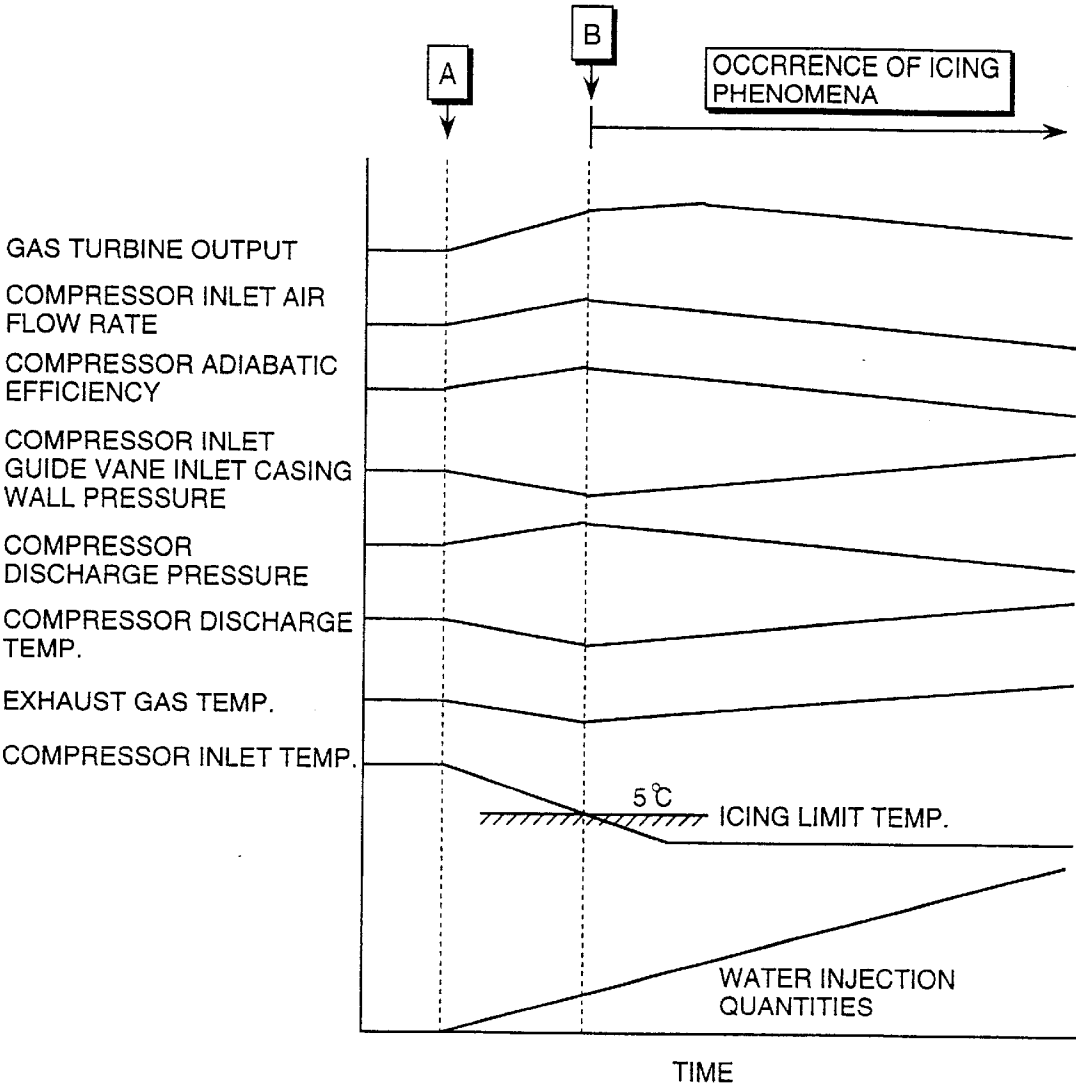 A
B
OCCRRENCE OF ICING
PHENOMENA
GAS TURBINE OUTPUT
COMPRESSOR INLET AIR
FLOW RATE
COMPRESSOR ADIABATIC
EFFICIENCY
COMPRESSOR INLET
GUIDE VANE INLET CASING
WALL PRESSURE
COMPRESSOR
DISCHARGE PRESSURE
COMPRESSOR DISCHARGE
TEMP.
EXHAUST GAS TEMP.
COMPRESSOR INLET TEMP.
5°C
ICING LIMIT TEMP.
WATER INJECTION
QUANTITIES
TIME